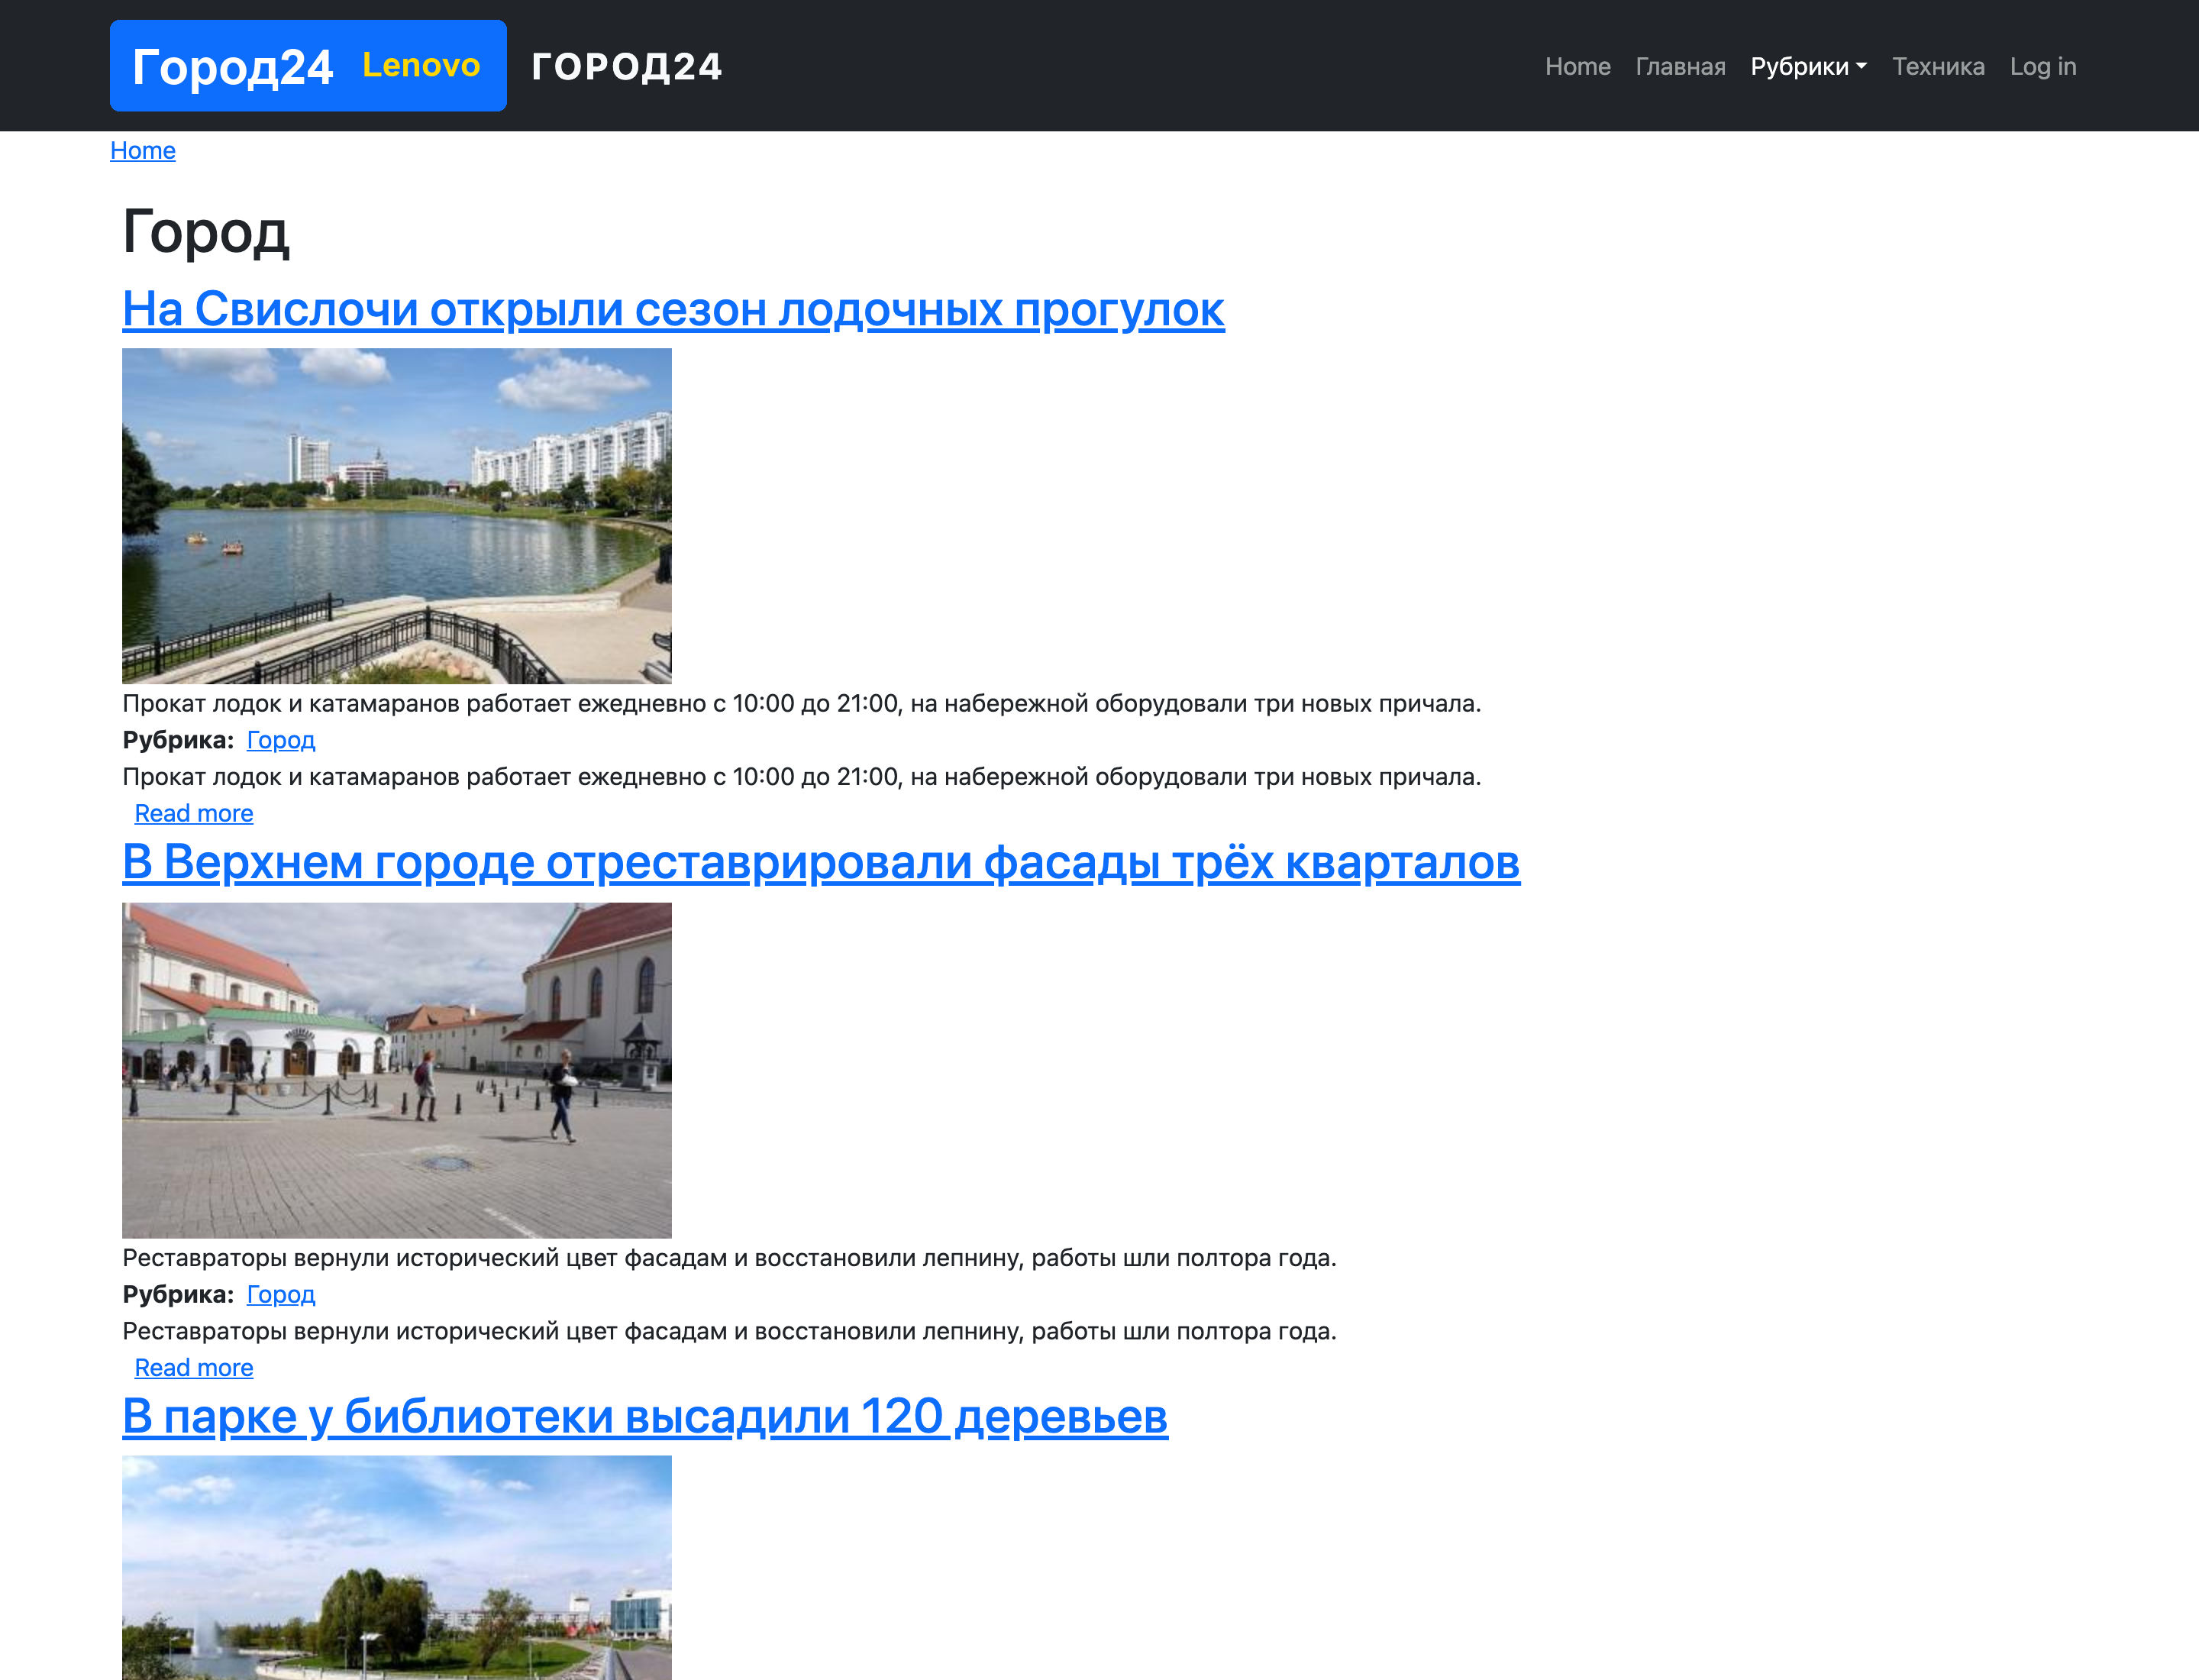 Город24 Lenovo ГОРОД24 Home Главная Рубрики Техника Log in
Home
Город
На Свислочи открыли сезон лодочных прогулок
Прокат лодок и катамаранов работает ежедневно с 10:00 до 21:00, на набережной оборудовали три новых причала.
Рубрика: Город
Прокат лодок и катамаранов работает ежедневно с 10:00 до 21:00, на набережной оборудовали три новых причала.
Read more
В Верхнем городе отреставрировали фасады трёх кварталов
Реставраторы вернули исторический цвет фасадам и восстановили лепнину, работы шли полтора года.
Рубрика: Город
Реставраторы вернули исторический цвет фасадам и восстановили лепнину, работы шли полтора года.
Read more
В парке у библиотеки высадили 120 деревьев